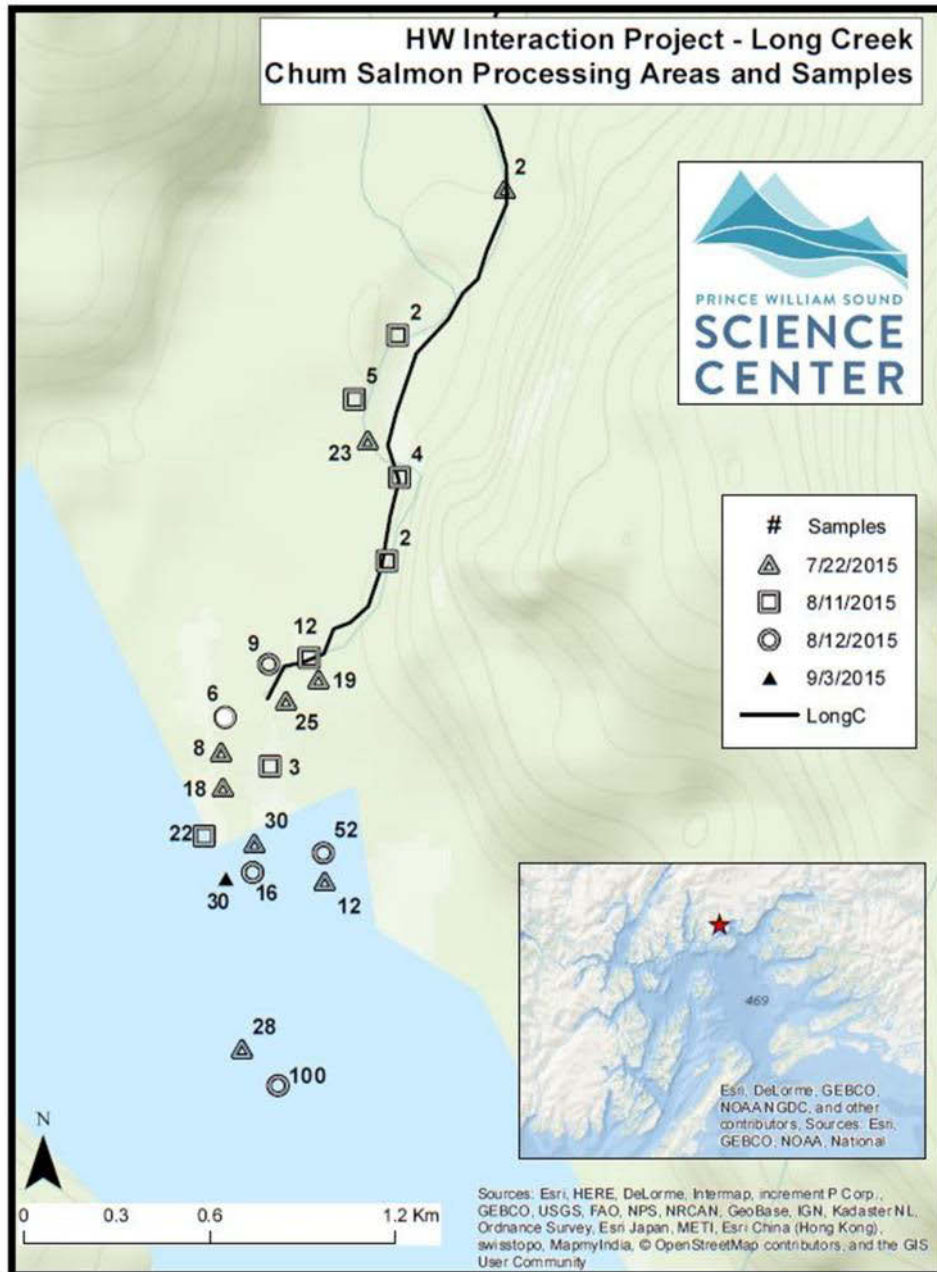 HW Interaction Project - Long Creek
Chum Salmon Processing Areas and Samples
2
PRINCE WILLIAM SOUND
SCIENCE
CENTER
2
5
23
4
2
# Samples
7/22/2015
8/11/2015
8/12/2015
9/3/2015
LongC
12
9
19
25
6
8
3
18
22
30
52
16
30
12
28
100
469
Esri, DeLorme, GEBCO,
NOAA NGDC, and other
contributors, Sources: Esri,
GEBCO, NOAA, National
N
0 0.3 0.6 1.2 Km
Sources: Esri, HERE, DeLorme, Intermap, increment P Corp.,
GEBCO, USGS, FAO, NPS, NRCAN, GeoBase, IGN, Kadaster NL,
Ordnance Survey, Esri Japan, METI, Esri China (Hong Kong),
swisstopo, MapmyIndia, © OpenStreetMap contributors, and the GIS
User Community